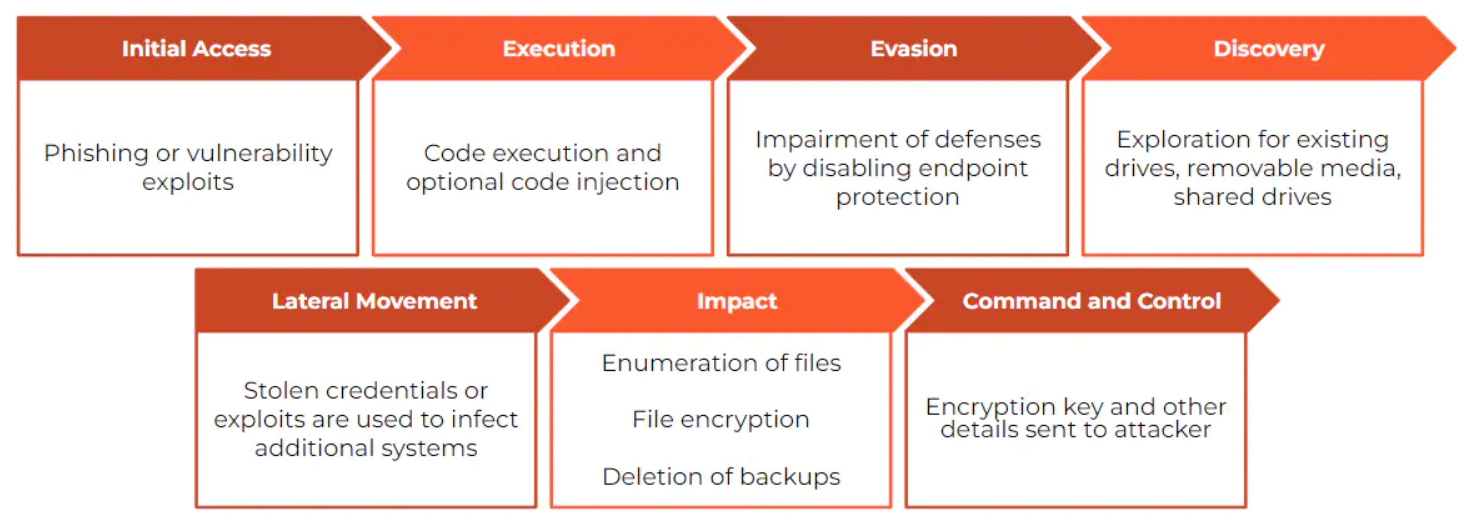 Initial Access
Execution
Evasion
Discovery
Phishing or vulnerability
exploits
Code execution and
optional code injection
Impairment of defenses
by disabling endpoint
protection
Exploration for existing
drives, removable media,
shared drives
Lateral Movement
Impact
Command and Control
Stolen credentials or
exploits are used to infect
additional systems
Enumeration of files
File encryption
Deletion of backups
Encryption key and other
details sent to attacker